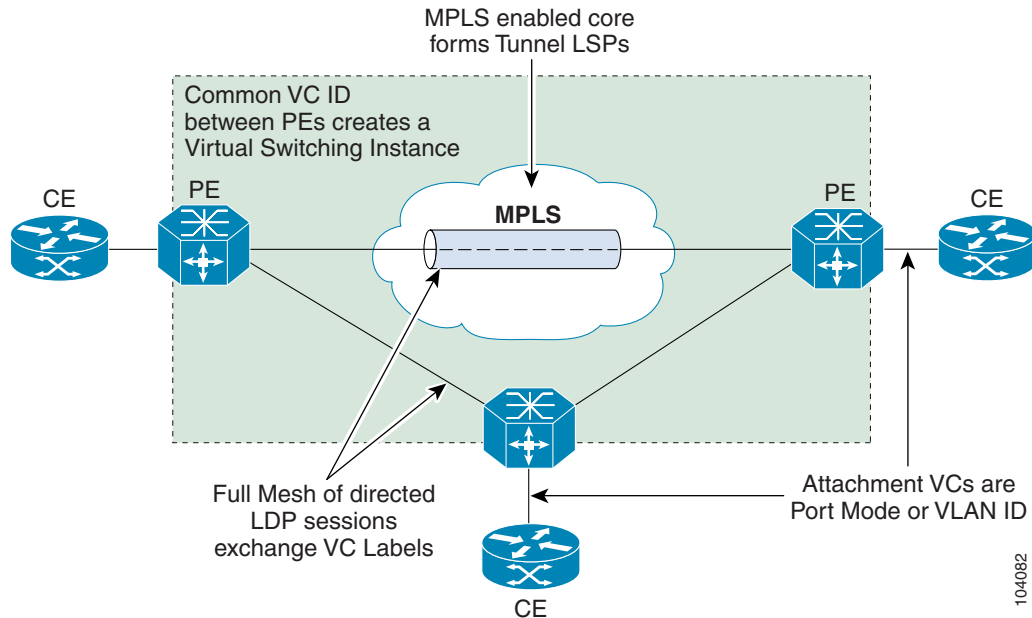 MPLS enabled core
forms Tunnel LSPs
Common VC ID
between PEs creates a
Virtual Switching Instance
CE
PE
MPLS
PE
CE
Full Mesh of directed
LDP sessions
exchange VC Labels
Attachment VCs are
Port Mode or VLAN ID
CE
104082